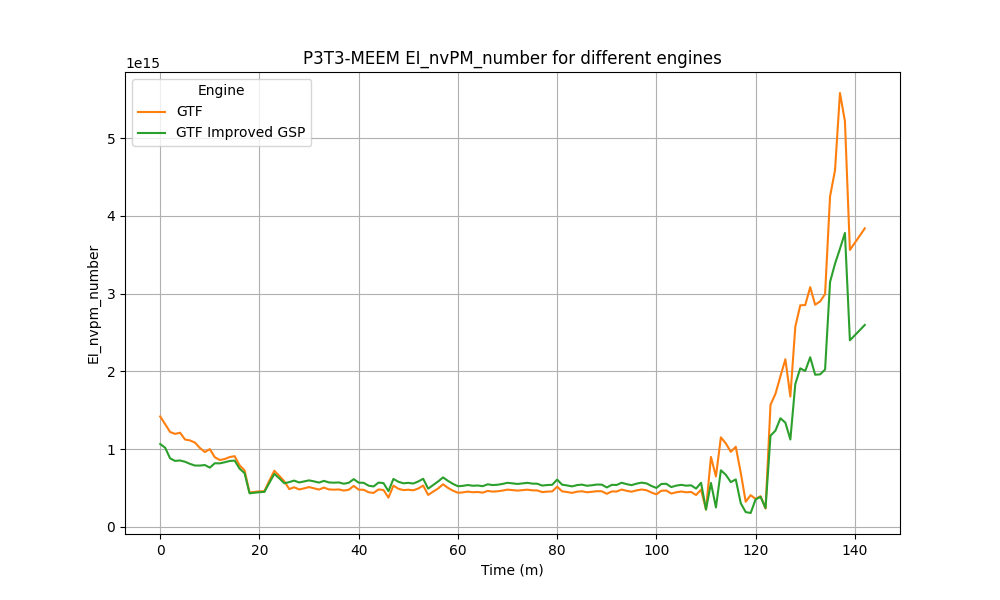 P3T3-MEEM EI_nvPM_number for different engines
1e15
Engine
GTF
GTF Improved GSP
EI_nvpm_number
5
4
3
2
1
0
0 20 40 60 80 100 120 140
Time (m)